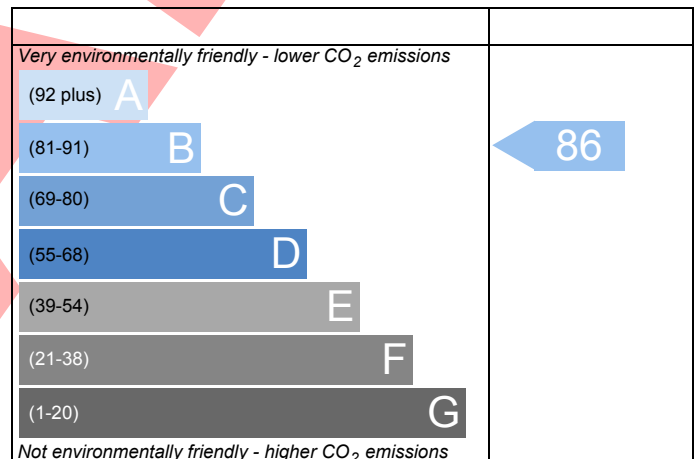 Very environmentally friendly - lower CO₂ emissions
(92 plus) A
(81-91) B
86
(69-80) C
(55-68) D
(39-54) E
(21-38) F
(1-20) G
Not environmentally friendly - higher CO₂ emissions